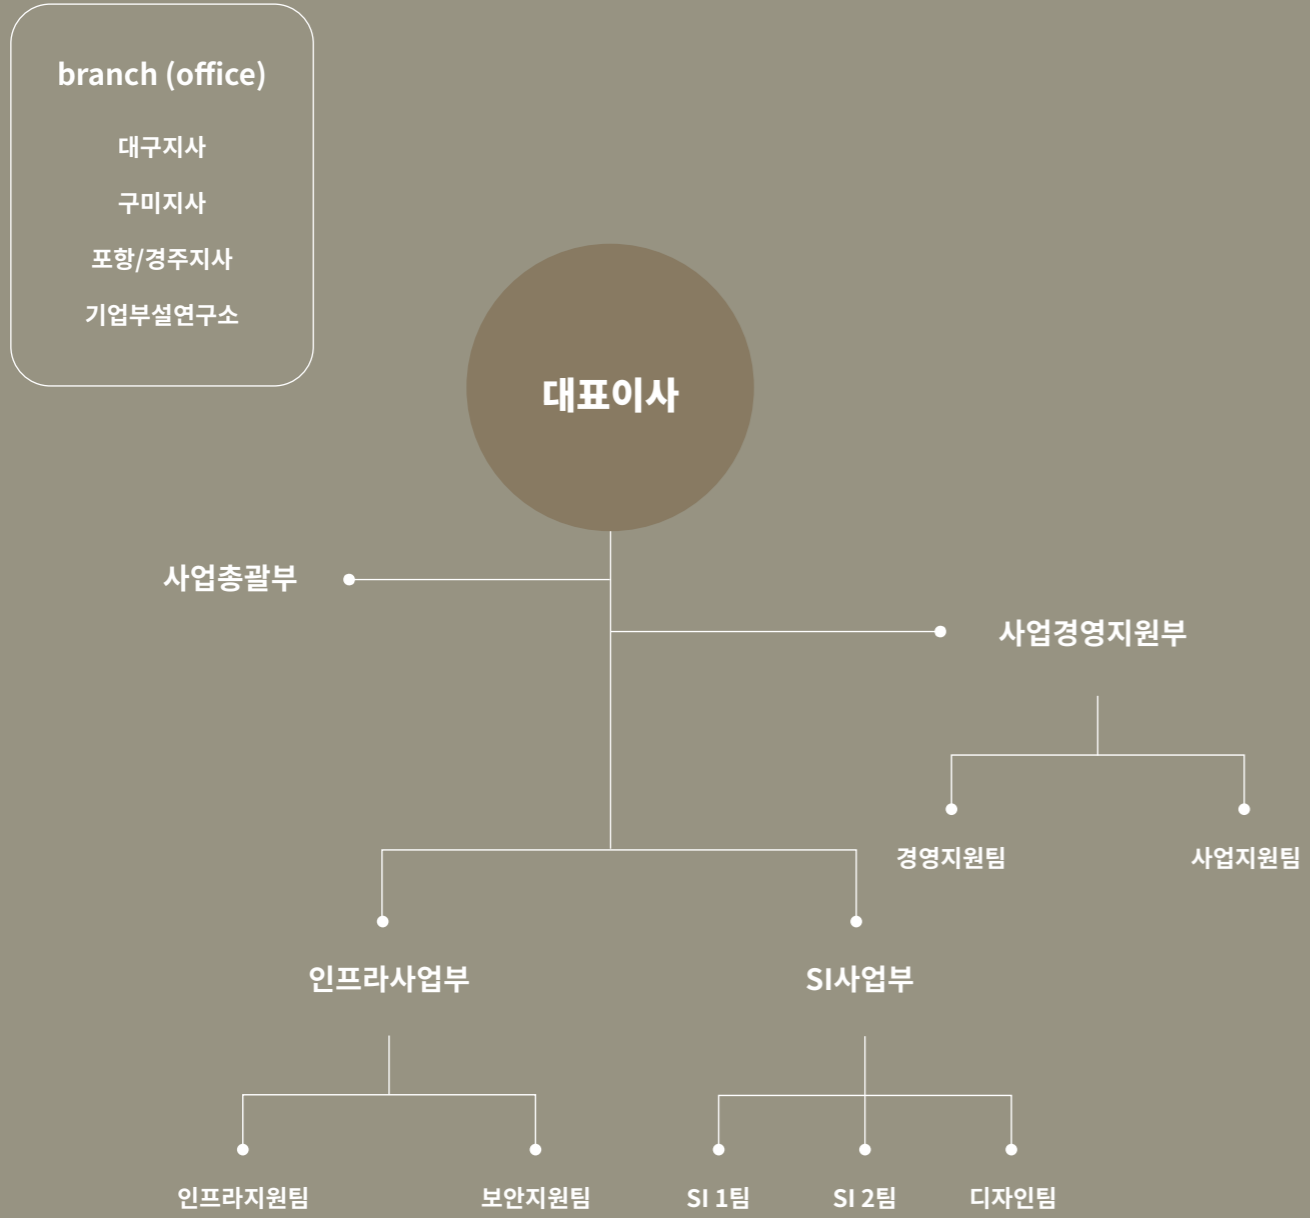 branch (office)
대구지사
구미지사
포항/경주지사
기업부설연구소
대표이사
사업총괄부
사업경영지원부
경영지원팀
사업지원팀
인프라사업부
SI사업부
인프라지원팀
보안지원팀
SI 1팀
SI 2팀
디자인팀